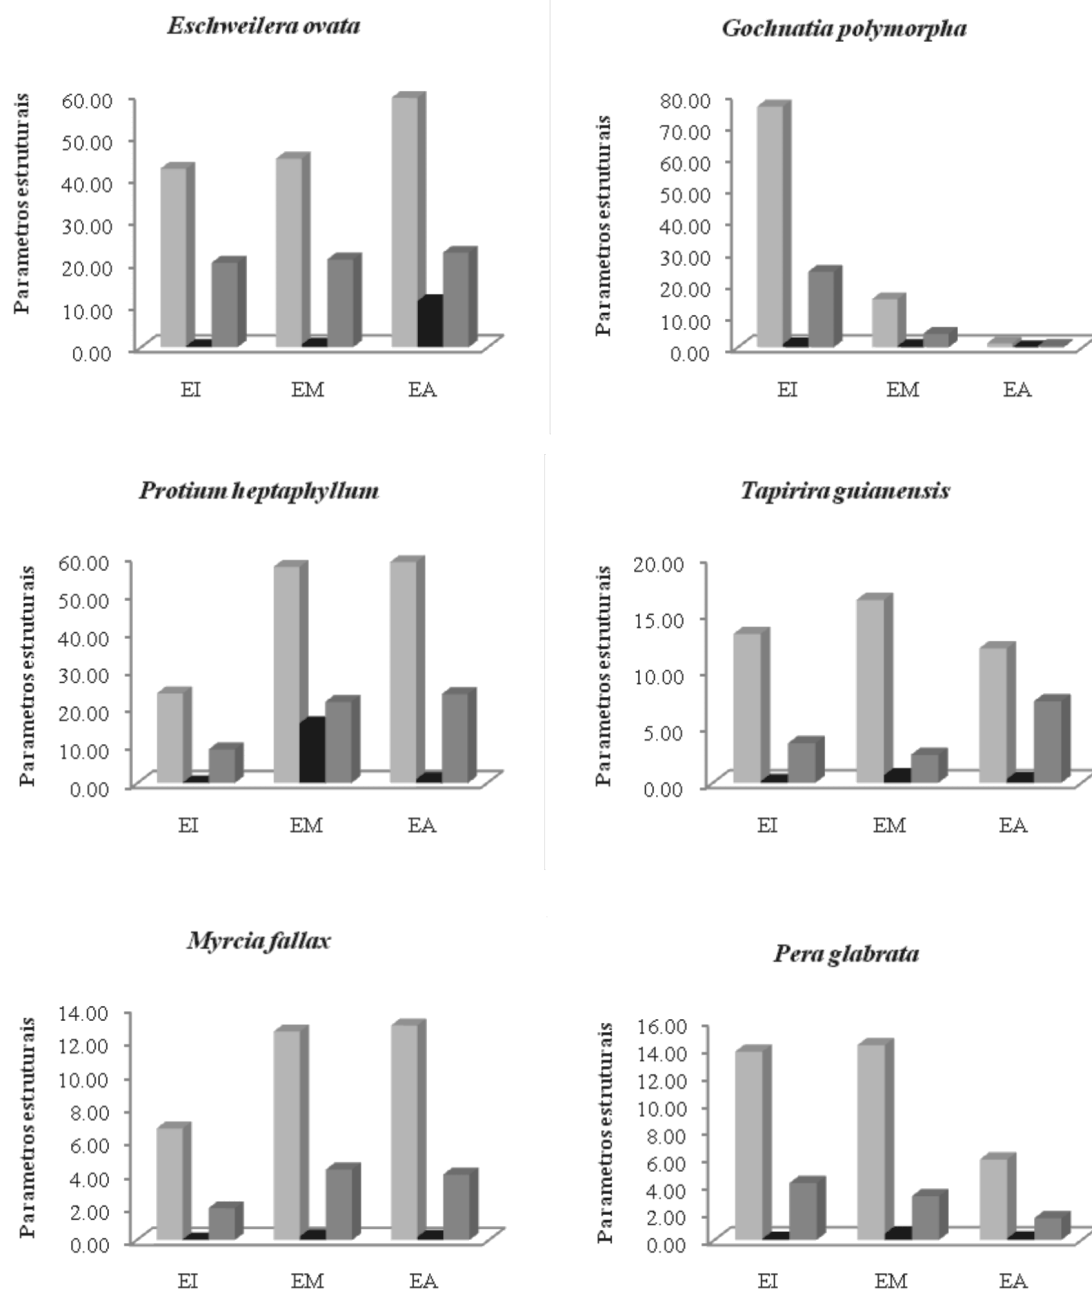 Eschweilera ovata
Parametros estruturais
60.00
50.00
40.00
30.00
20.00
10.00
0.00
EI EM EA
Gochnatia polymorpha
Parametros estruturais
80.00
70.00
60.00
50.00
40.00
30.00
20.00
10.00
0.00
EI EM EA
Protium heptaphyllum
Parametros estruturais
60.00
50.00
40.00
30.00
20.00
10.00
0.00
EI EM EA
Tapirira guianensis
Parametros estruturais
20.00
15.00
10.00
5.00
0.00
EI EM EA
Myrcia fallax
Parametros estruturais
14.00
12.00
10.00
8.00
6.00
4.00
2.00
0.00
EI EM EA
Pera glabrata
Parametros estruturais
16.00
14.00
12.00
10.00
8.00
6.00
4.00
2.00
0.00
EI EM EA